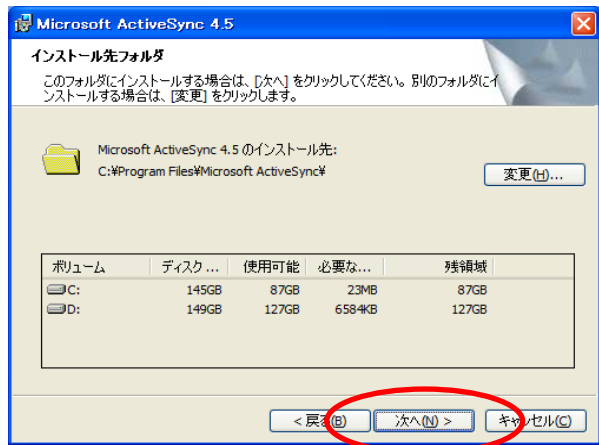 Microsoft ActiveSync 4.5
インストール先フォルダ
このフォルダにインストールする場合は、[次へ] をクリックしてください。別のフォルダにイ
ンストールする場合は、[変更] をクリックします。
Microsoft ActiveSync 4.5 のインストール先:
C:¥Program Files¥Microsoft ActiveSync¥
変更(H)...
ボリューム ディスク ... 使用可能 必要な... 残領域
C: 145GB 87GB 23MB 87GB
D: 149GB 127GB 6584KB 127GB
< 戻る(B) 次へ(N) > キャンセル(C)